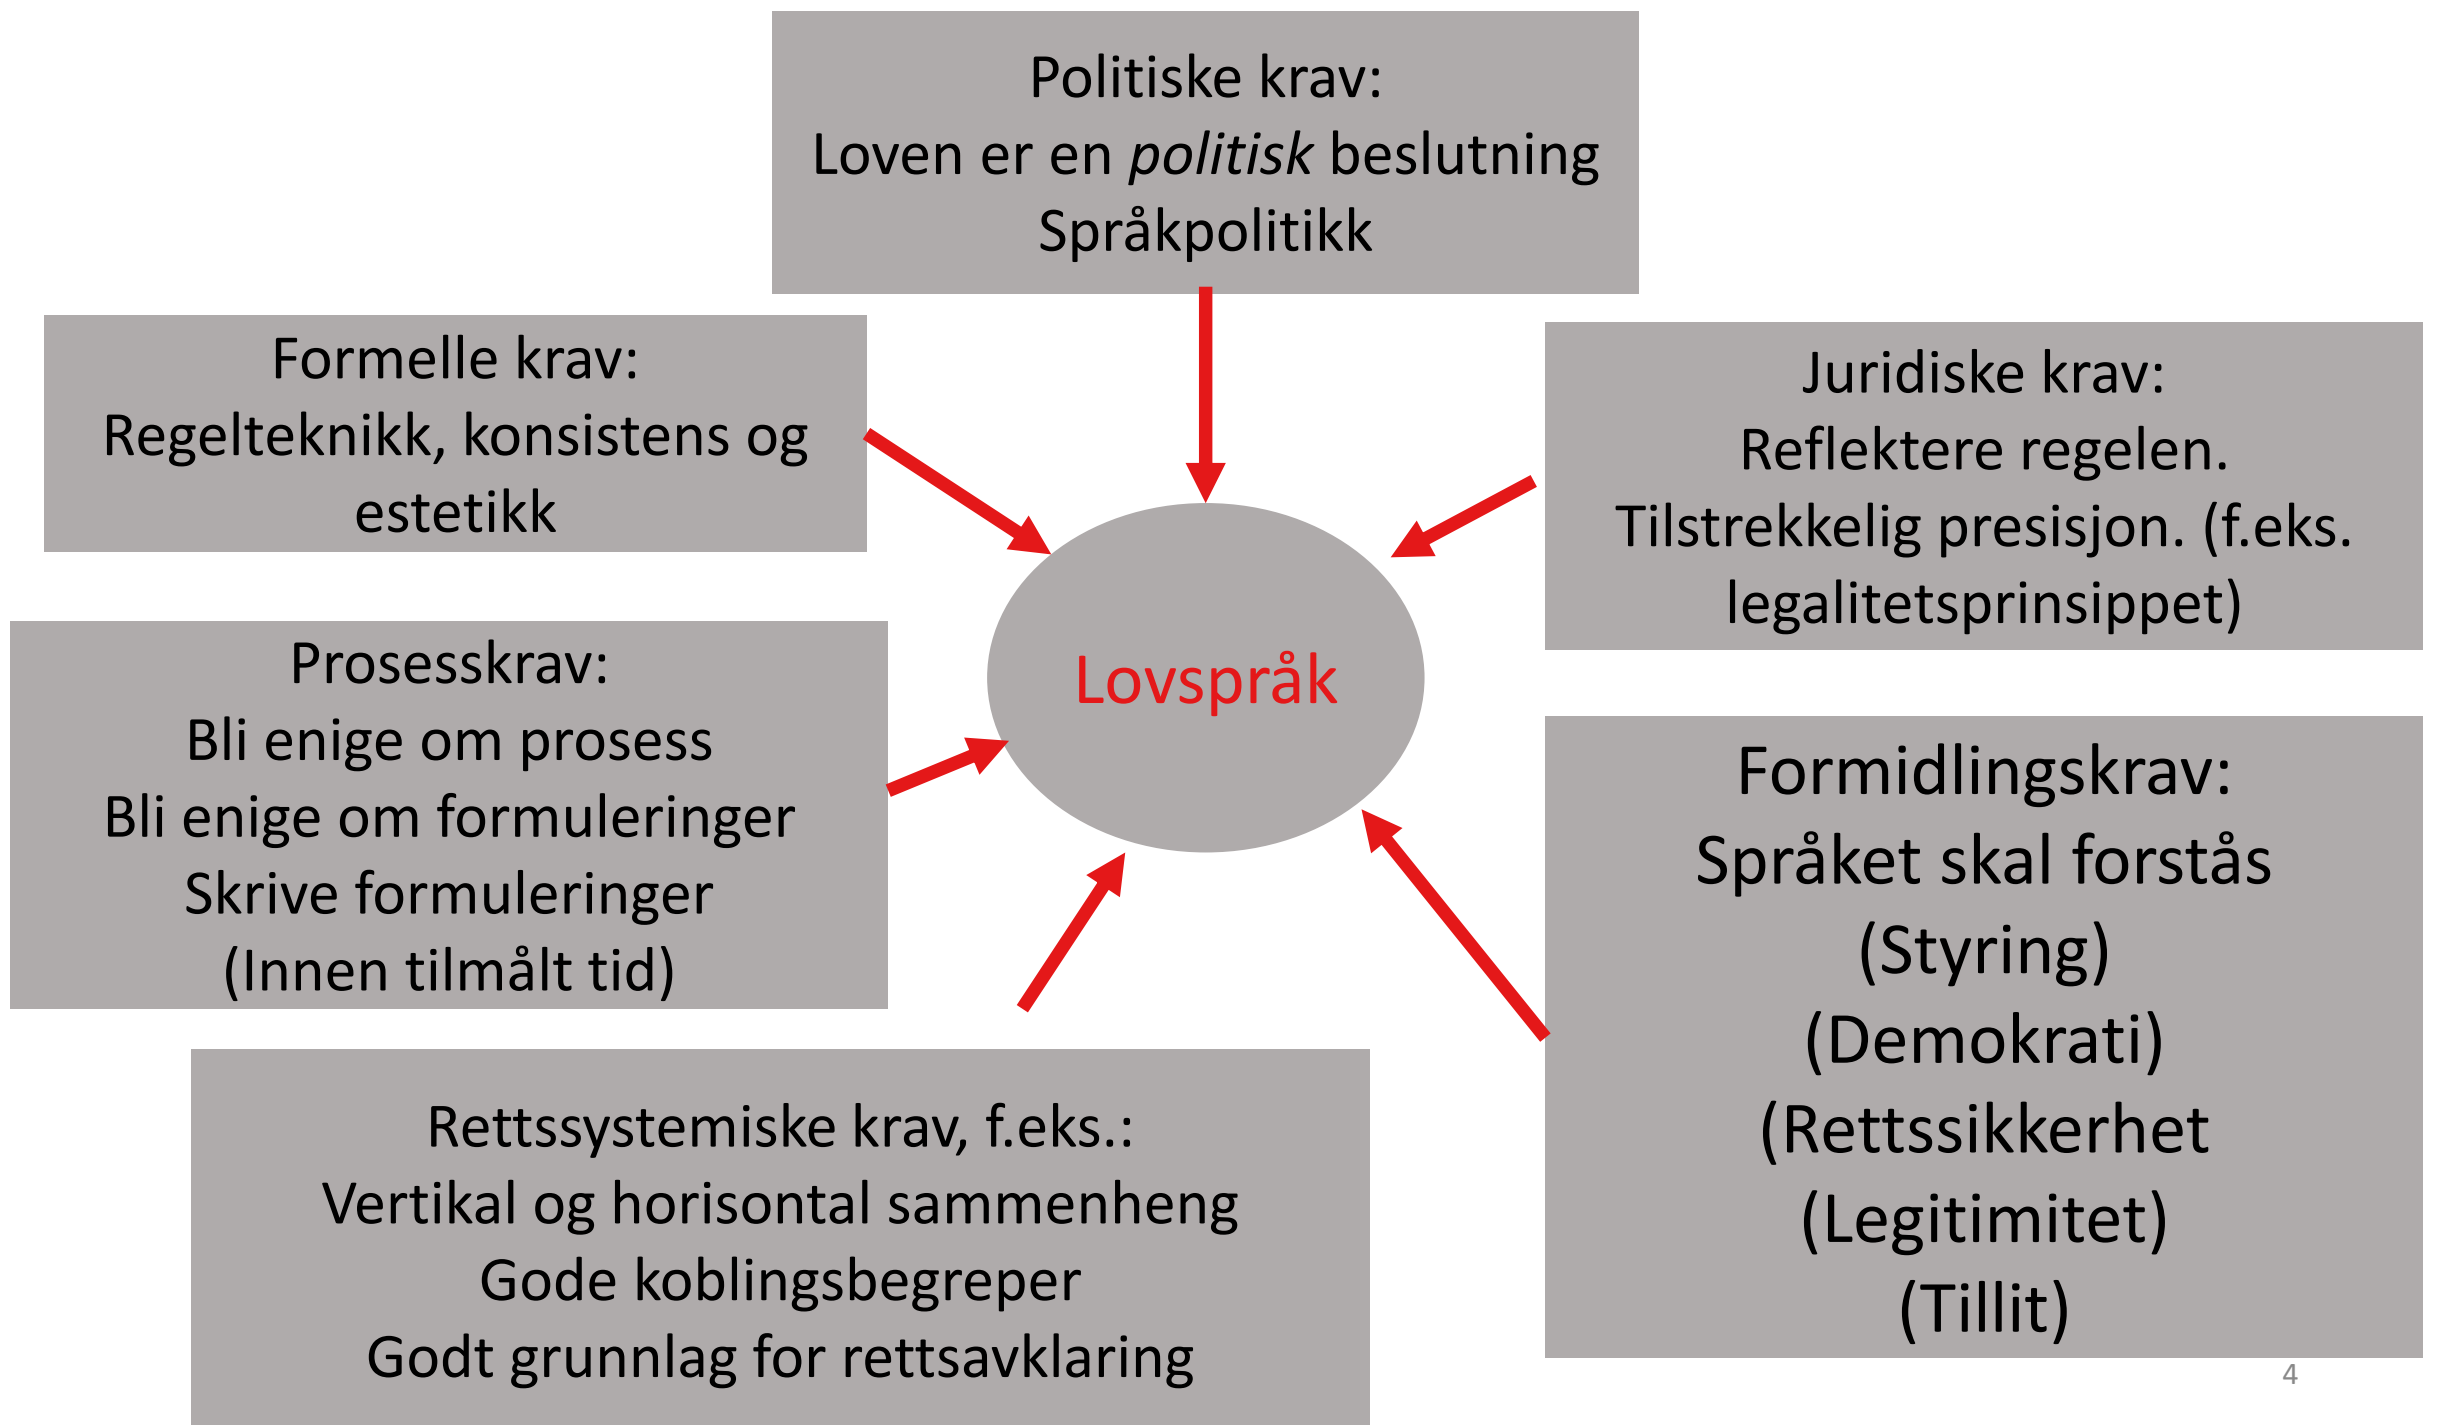 Politiske krav:
Loven er en politisk beslutning
Språkpolitikk
Formelle krav:
Regelteknikk, konsistens og
estetikk
Juridiske krav:
Reflektere regelen.
Tilstrekkelig presisjon. (f.eks.
legalitetsprinsippet)
Prosesskrav:
Bli enige om prosess
Bli enige om formuleringer
Skrive formuleringer
(Innen tilmålt tid)
Lovspråk
Formidlingskrav:
Språket skal forstås
(Styring)
(Demokrati)
(Rettssikkerhet
(Legitimitet)
(Tillit)
Rettssystemiske krav, f.eks.:
Vertikal og horisontal sammenheng
Gode koblingsbegreper
Godt grunnlag for rettsavklaring
4